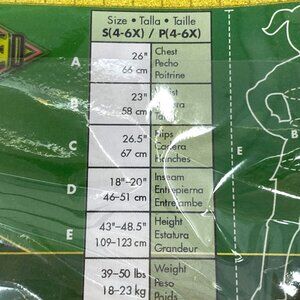 Size • Talla • Taille
S(4-6X) / P(4-6X)
A
26"
66 cm
Chest
Pecho
Poitrine
B
23"
58 cm
C
26.5"
67 cm
Hips
Cadera
Hanches
E
D
18"-20"
46-51 cm
Inseam
Entrepierna
Entrejambe
E
43"-48.5"
109-123 cm
Height
Estatura
Grandeur
39-50 lbs
18-23 kg
Weight
Peso
Poids